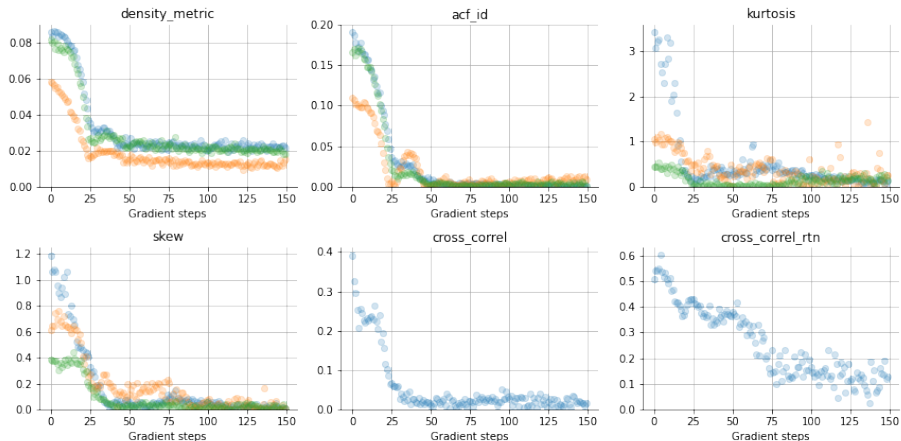 density_metric
0.08
0.06
0.04
0.02
0.00
0 25 50 75 100 125 150
Gradient steps
acf_id
0.20
0.15
0.10
0.05
0.00
0 25 50 75 100 125 150
Gradient steps
kurtosis
3
2
1
0
0 25 50 75 100 125 150
Gradient steps
skew
1.2
1.0
0.8
0.6
0.4
0.2
0.0
0 25 50 75 100 125 150
Gradient steps
cross_correl
0.4
0.3
0.2
0.1
0.0
0 25 50 75 100 125 150
Gradient steps
cross_correl_rtn
0.6
0.5
0.4
0.3
0.2
0.1
0.0
0 25 50 75 100 125 150
Gradient steps